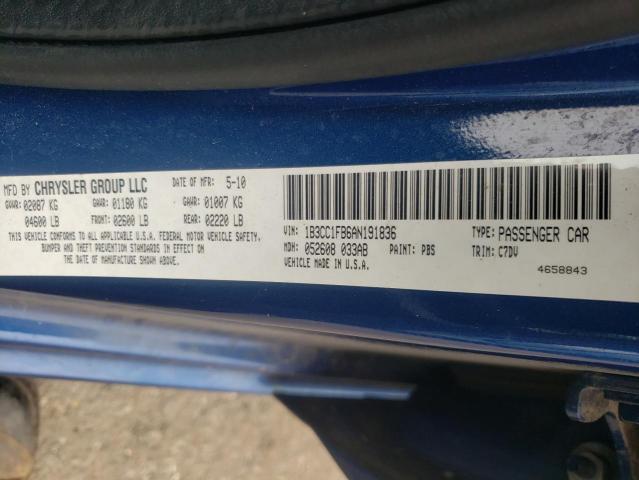 MFD BY CHRYSLER GROUP LLC DATE OF MFR: 5-10
GVWR: 02087 KG GAWR: 01180 KG GAWR: 01007 KG
04600 LB FRONT: 02600 LB REAR: 02220 LB
THIS VEHICLE CONFORMS TO ALL APPLICABLE U.S.A. FEDERAL MOTOR VEHICLE SAFETY,
BUMPER AND THEFT PREVENTION STANDARDS IN EFFECT ON
THE DATE OF MANUFACTURE SHOWN ABOVE.
VIN: 1B3CC1FB6AN191836 TYPE: PASSENGER CAR
MDH: 052608 033AB PAINT: PBS TRIM: C7DV
VEHICLE MADE IN U.S.A.
4658843